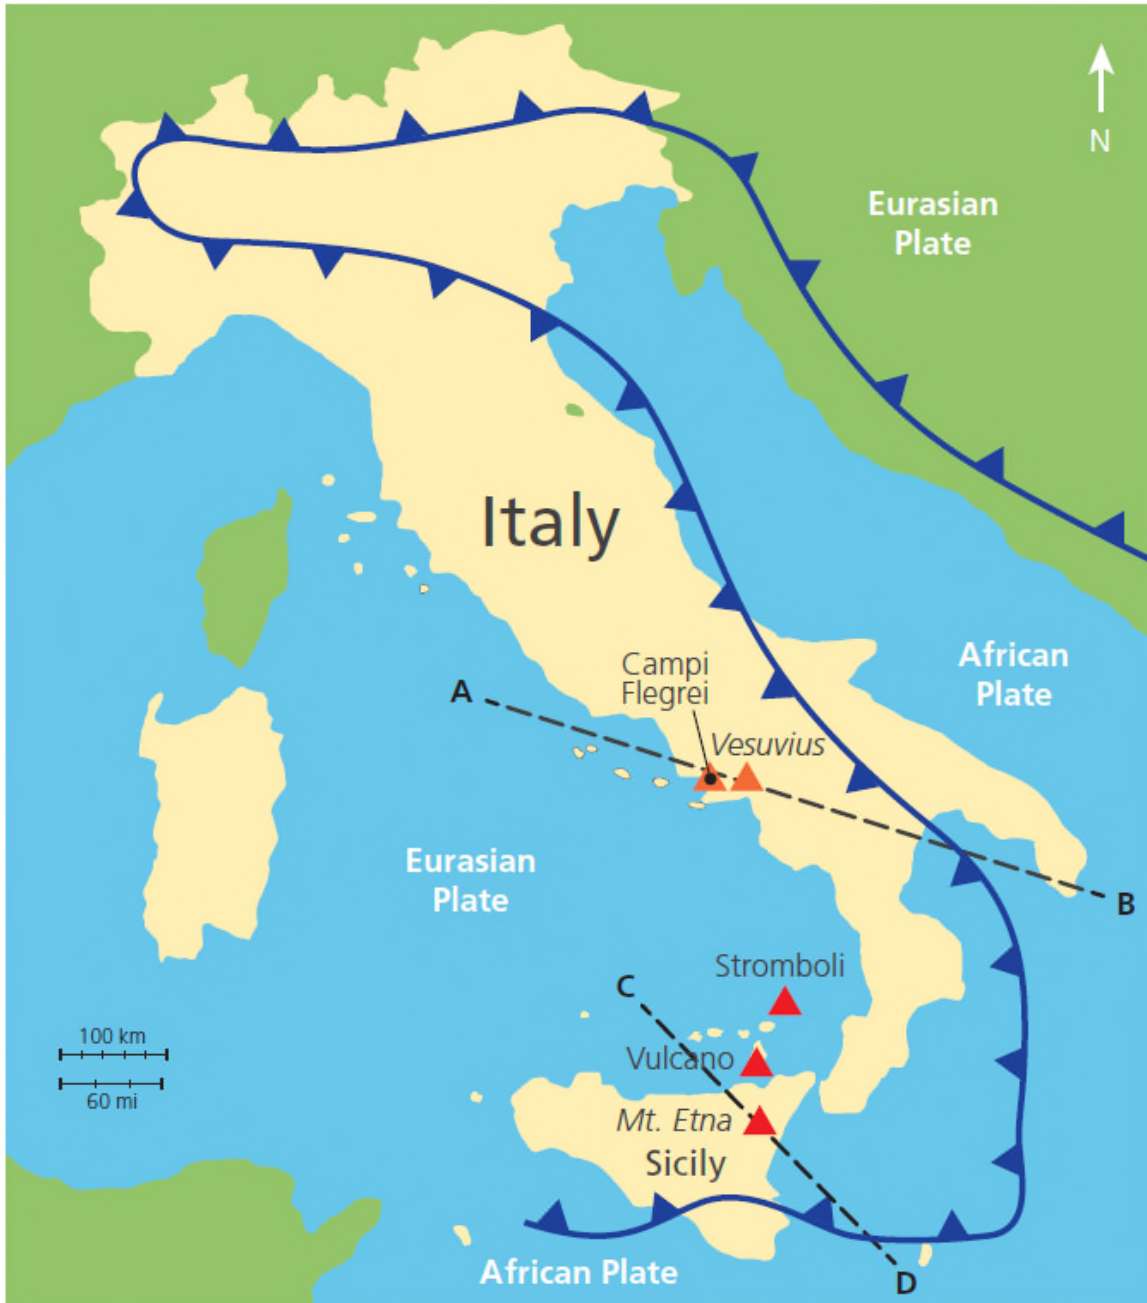 N
Eurasian
Plate
Italy
African
Plate
Campi
Flegrei
A
Vesuvius
Eurasian
Plate
B
Stromboli
C
100 km
Vulcano
60 mi
Mt. Etna
Sicily
African Plate
D